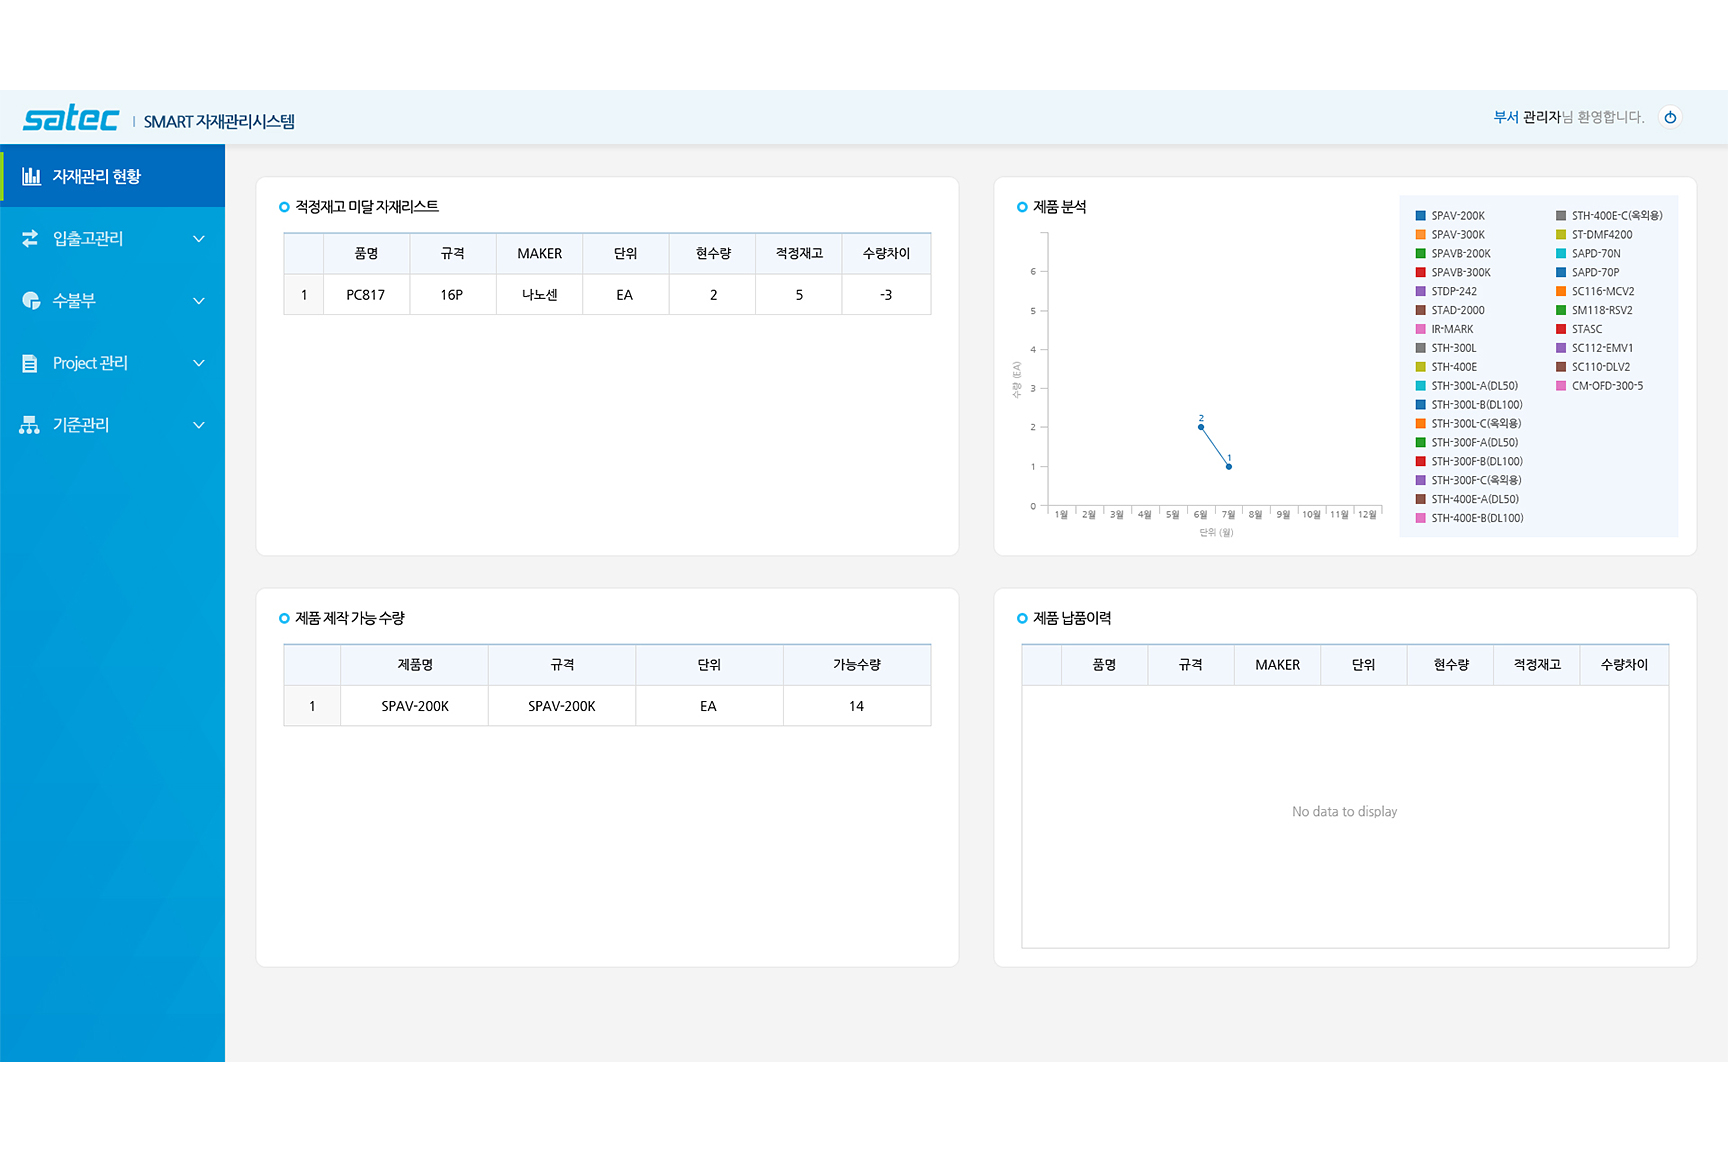 satec | SMART 자재관리시스템
부서 관리자님 환영합니다.
자재관리 현황
입출고관리
수불부
Project 관리
기준관리
적정재고 미달 자재리스트
품명 규격 MAKER 단위 현수량 적정재고 수량차이
1 PC817 16P 나노센 EA 2 5 -3
제품 분석
6
5
4
3
2
1
0
수량 (EA)
2
1
1월 2월 3월 4월 5월 6월 7월 8월 9월 10월 11월 12월
단위 (월)
SPAV-200K
SPAV-300K
SPAVB-200K
SPAVB-300K
STDP-242
STAD-2000
IR-MARK
STH-300L
STH-400E
STH-300L-A(DL50)
STH-300L-B(DL100)
STH-300L-C(옥외용)
STH-300F-A(DL50)
STH-300F-B(DL100)
STH-300F-C(옥외용)
STH-400E-A(DL50)
STH-400E-B(DL100)
STH-400E-C(옥외용)
ST-DMF4200
SAPD-70N
SAPD-70P
SC116-MCV2
SM118-RSV2
STASC
SC112-EMV1
SC110-DLV2
CM-OFD-300-5
제품 제작 가능 수량
제품명 규격 단위 가능수량
1 SPAV-200K SPAV-200K EA 14
제품 납품이력
품명 규격 MAKER 단위 현수량 적정재고 수량차이
No data to display